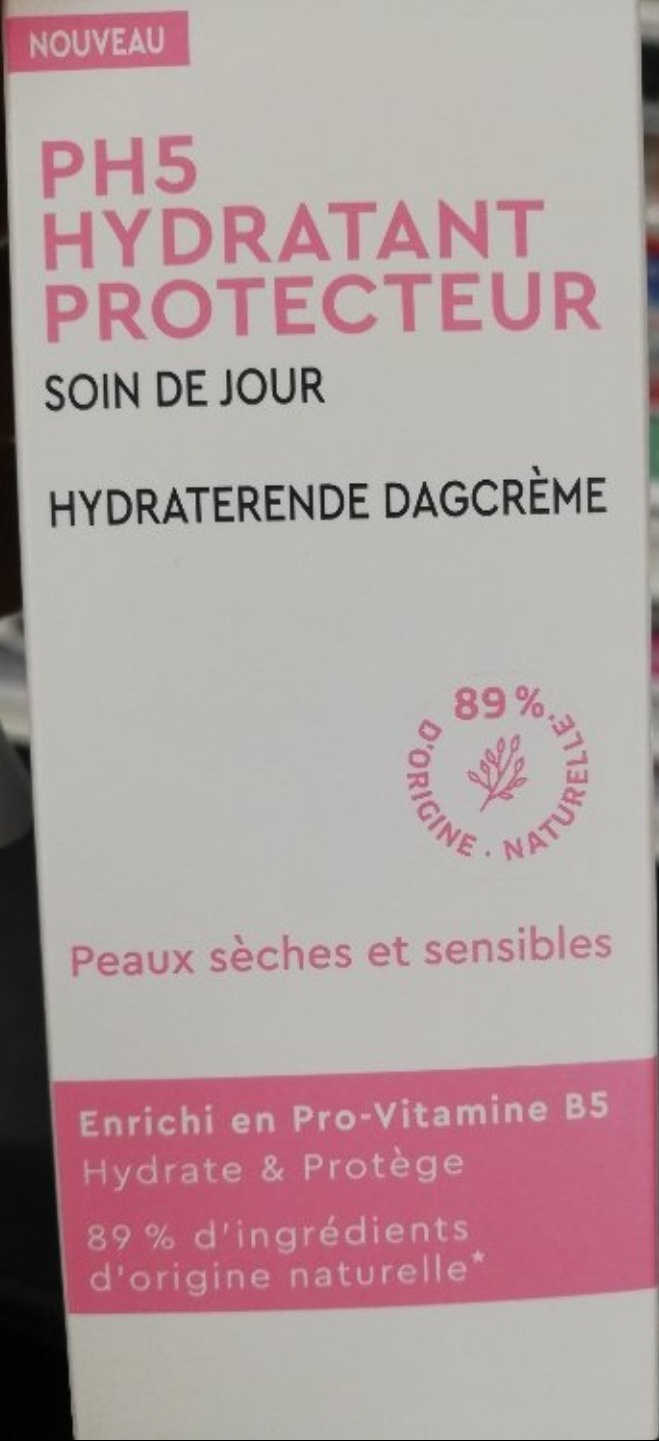 NOUVEAU
PH5
HYDRATANT
PROTECTEUR
SOIN DE JOUR
HYDRATERENDE DAGCRÈME
89 %*
D'ORIGINE · NATURELLE
Peaux sèches et sensibles
Enrichi en Pro-Vitamine B5
Hydrate & Protège
89 % d'ingrédients
d'origine naturelle*